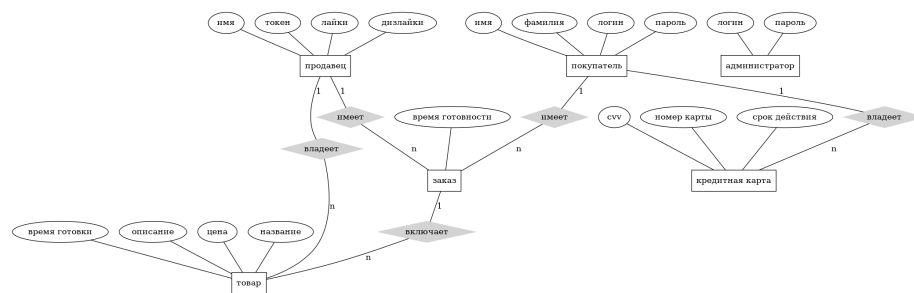 имя
токен
лайки
дизлайки
имя
фамилия
логин
пароль
логин
пароль
продавец
покупатель
администратор
1
1
1
1
имеет
время готовности
имеет
cvv
номер карты
срок действия
владеет
владеет
n
n
n
заказ
кредитная карта
n
1
время готовки
описание
цена
название
включает
n
товар